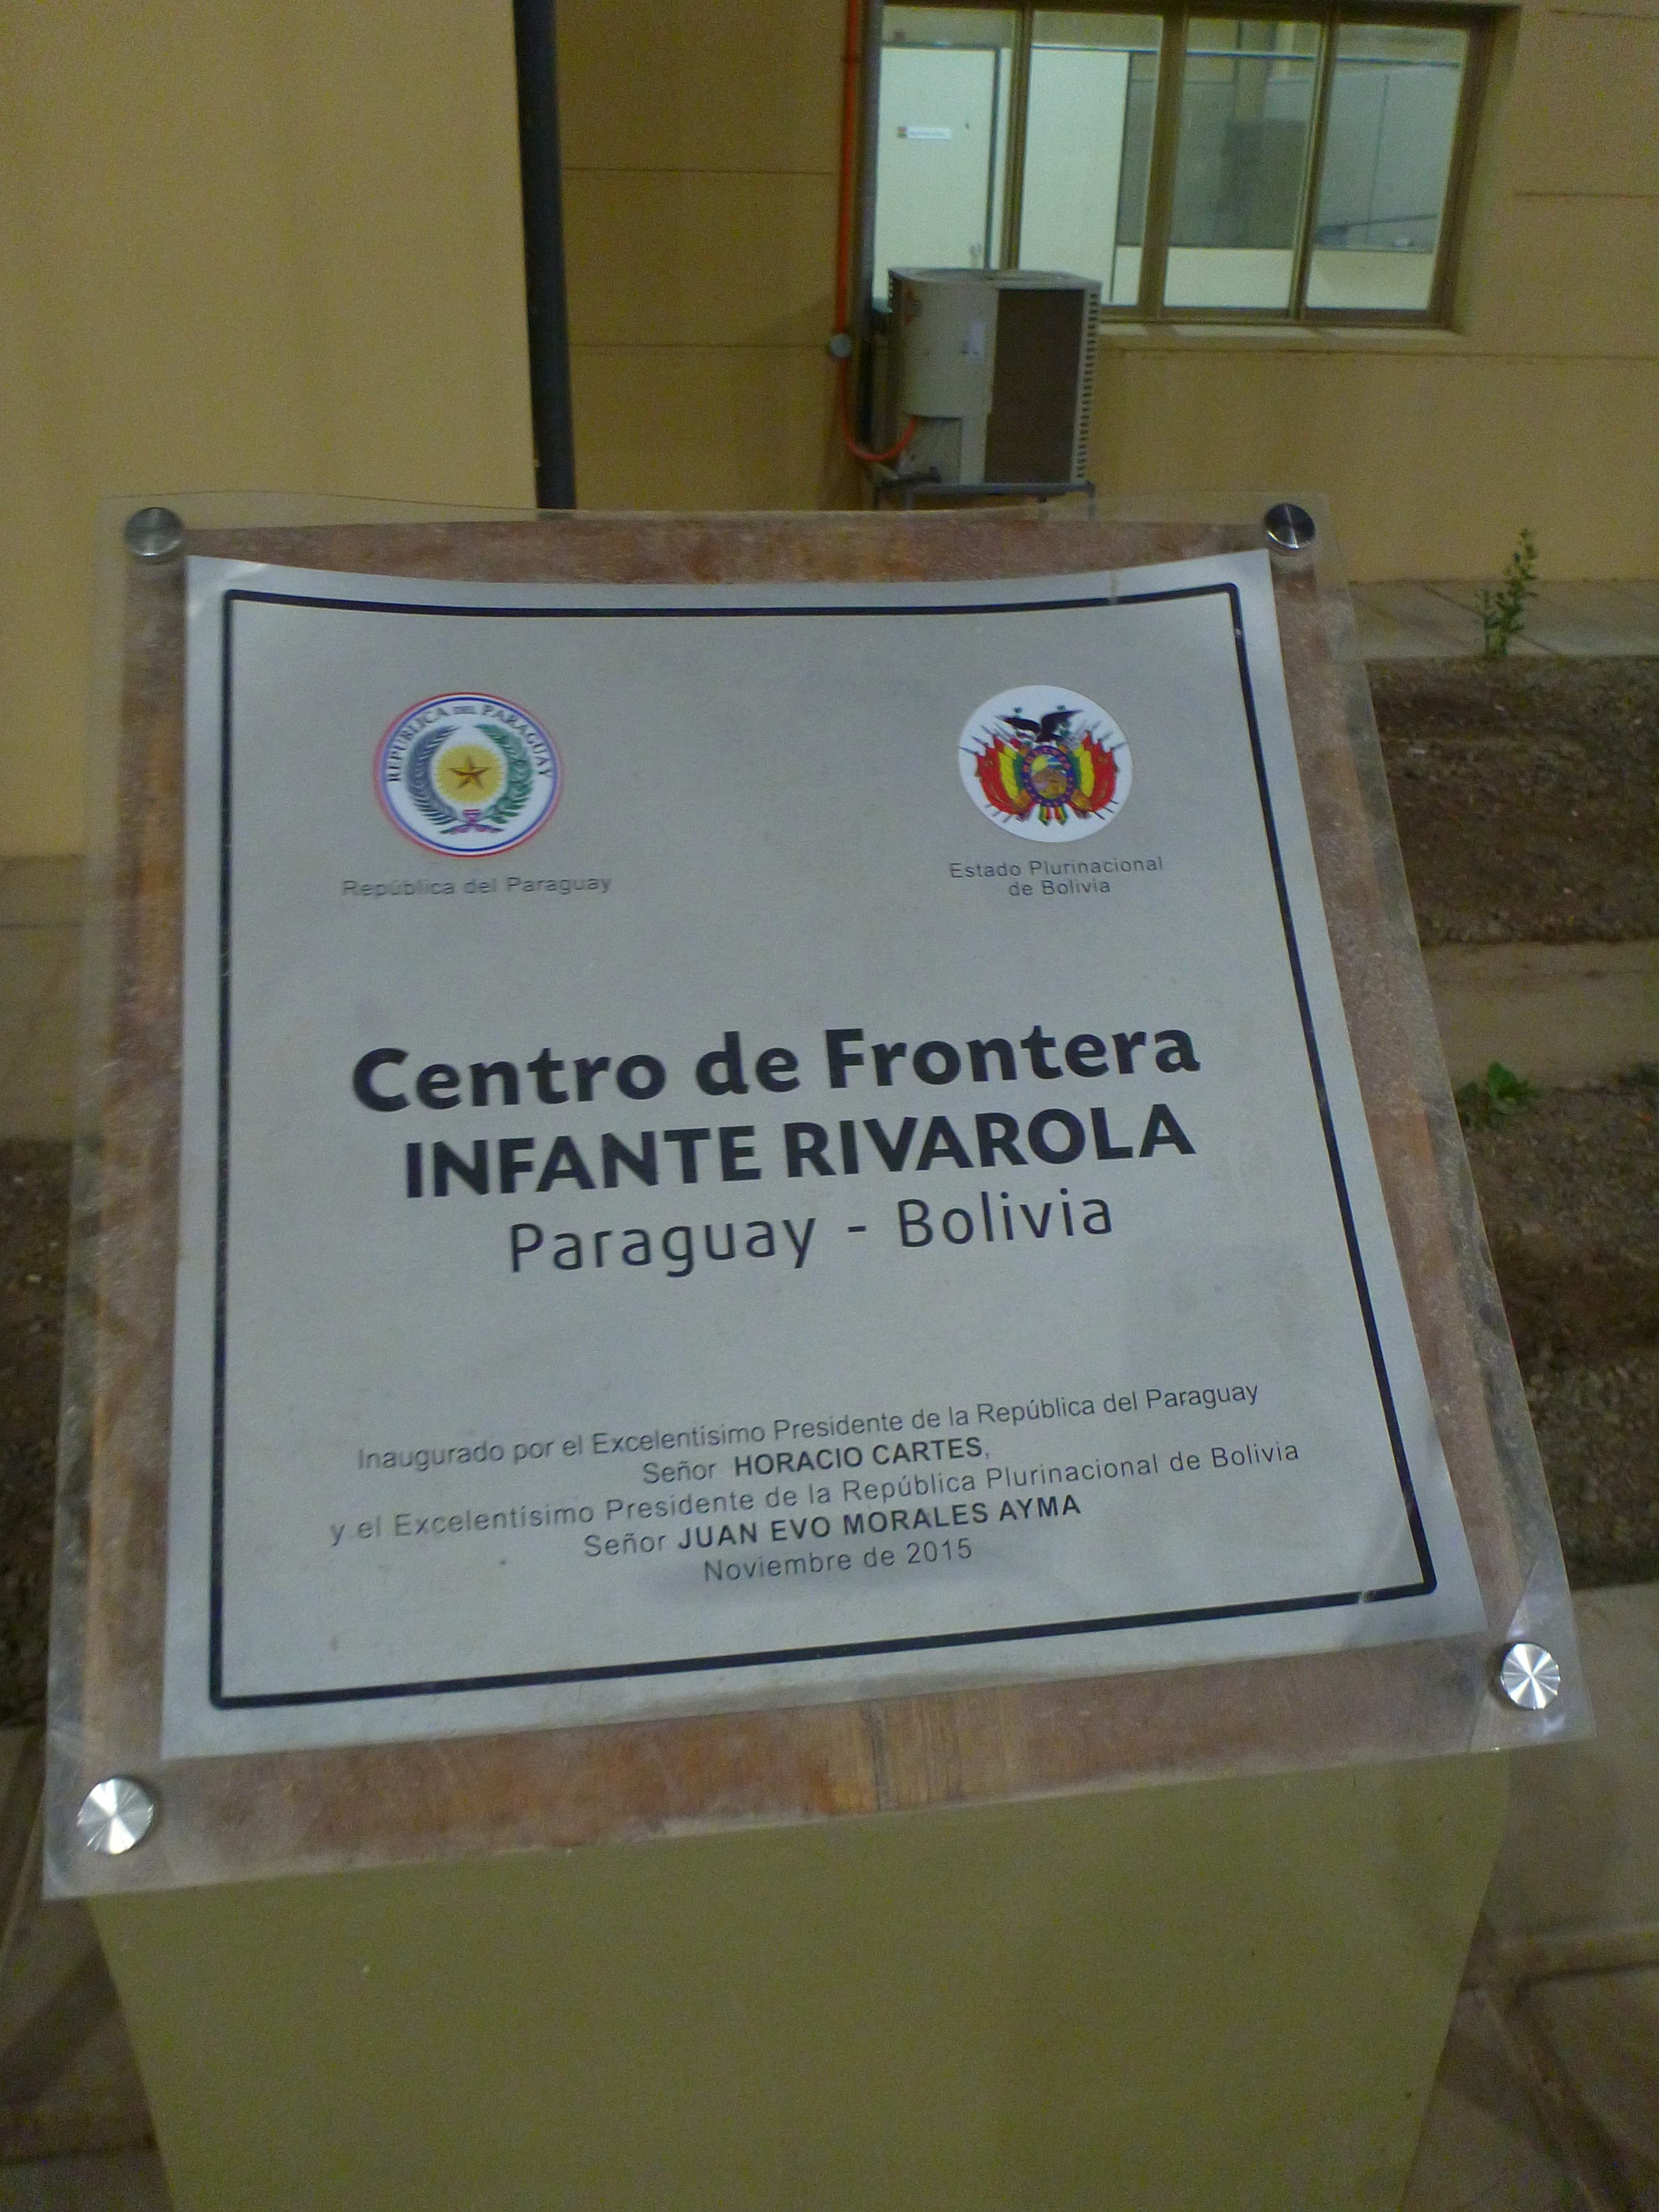 REPUBLICA DEL PARAGUAY
República del Paraguay
Estado Plurinacional
de Bolivia
Centro de Frontera
INFANTE RIVAROLA
Paraguay - Bolivia
Inaugurado por el Excelentísimo Presidente de la República del Paraguay
Señor HORACIO CARTES,
y el Excelentísimo Presidente de la República Plurinacional de Bolivia
Señor JUAN EVO MORALES AYMA
Noviembre de 2015